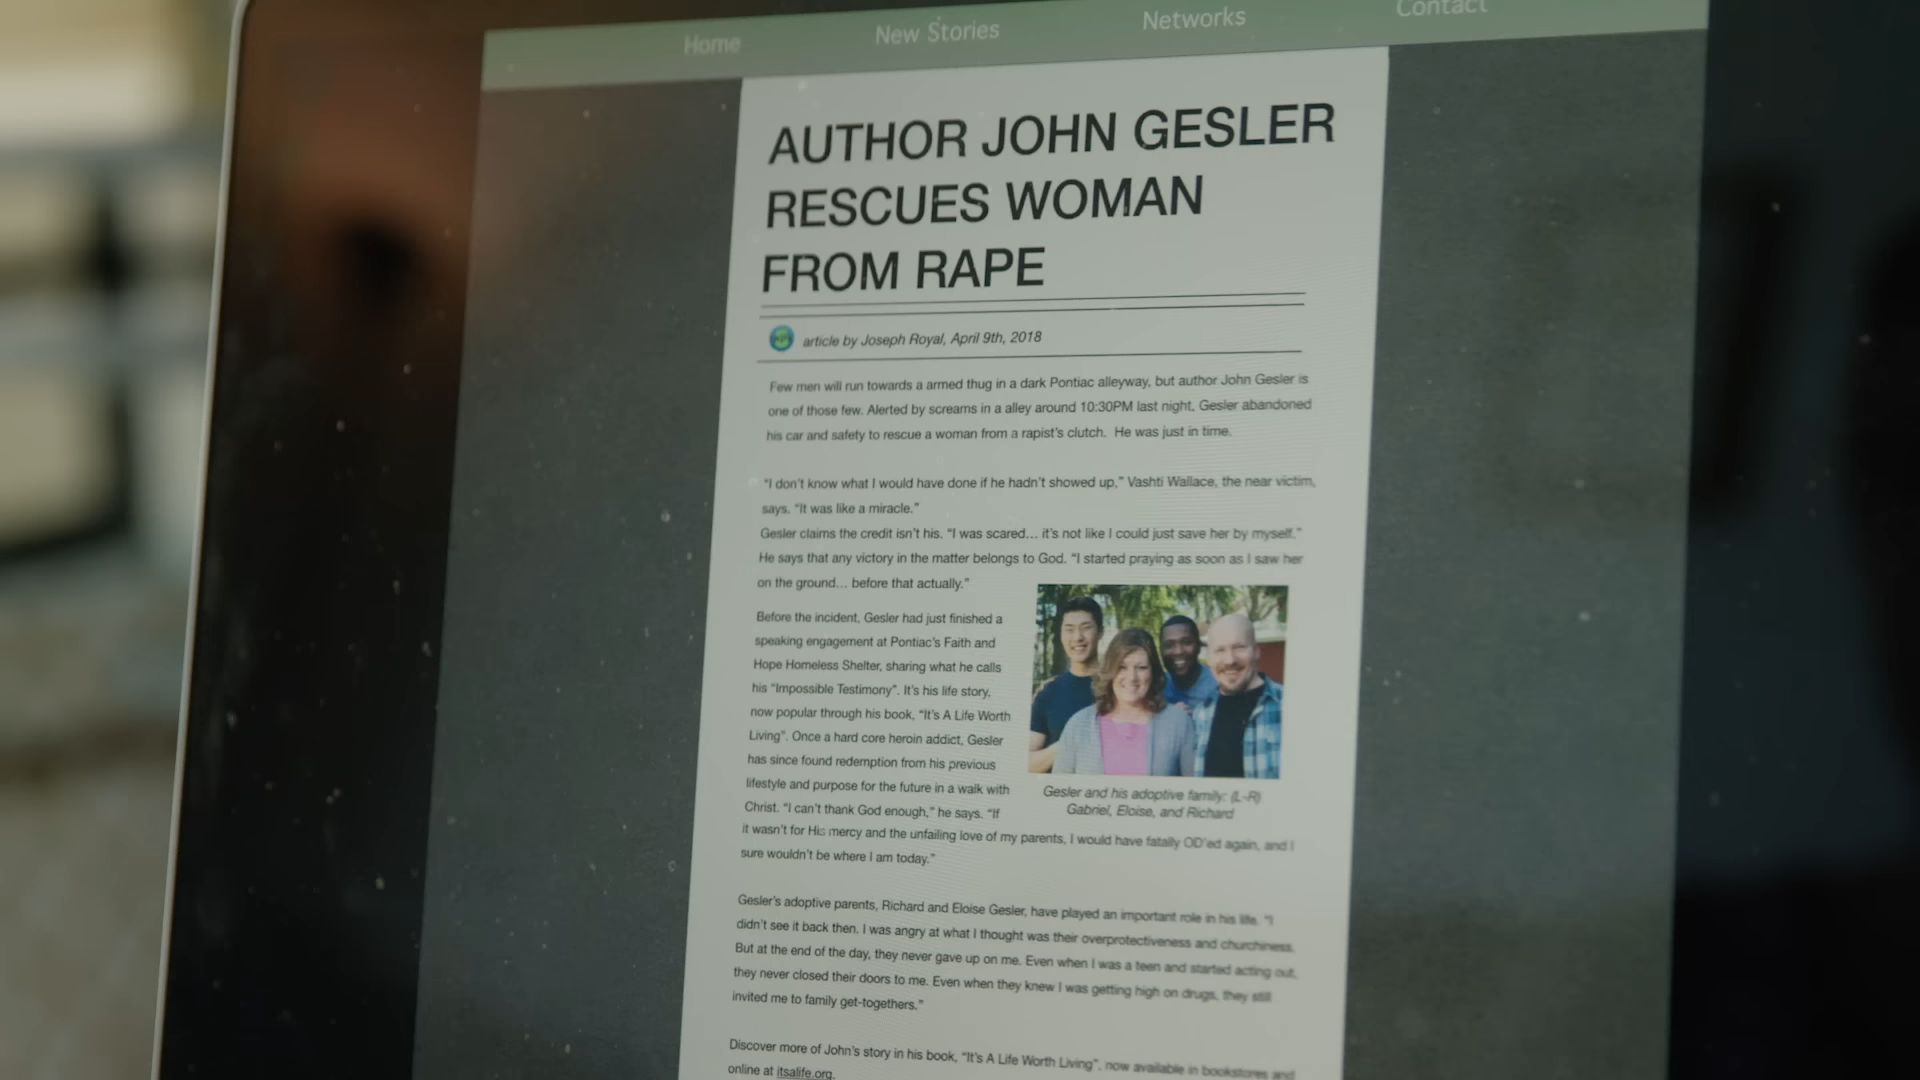 Home New Stories Networks Contact
AUTHOR JOHN GESLER
RESCUES WOMAN
FROM RAPE
article by Joseph Royal, April 9th, 2018
Few men will run towards a armed thug in a dark Pontiac alleyway, but author John Gesler is
one of those few. Alerted by screams in a alley around 10:30PM last night, Gesler abandoned
his car and safety to rescue a woman from a rapist's clutch. He was just in time.
"I don't know what I would have done if he hadn't showed up," Vashti Wallace, the near victim,
says. "It was like a miracle."
Gesler claims the credit isn't his. "I was scared... it's not like I could just save her by myself."
He says that any victory in the matter belongs to God. "I started praying as soon as I saw her
on the ground... before that actually."
Before the incident, Gesler had just finished a
speaking engagement at Pontiac's Faith and
Hope Homeless Shelter, sharing what he calls
his "Impossible Testimony". It's his life story,
now popular through his book, "It's A Life Worth
Living". Once a hard core heroin addict, Gesler
has since found redemption from his previous
lifestyle and purpose for the future in a walk with
Christ. "I can't thank God enough," he says. "If
it wasn't for His mercy and the unfailing love of my parents, I would have fatally OD'ed again, and I
sure wouldn't be where I am today."
Gesler and his adoptive family: (L-R)
Gabriel, Eloise, and Richard
Gesler's adoptive parents, Richard and Eloise Gesler, have played an important role in his life. "I
didn't see it back then. I was angry at what I thought was their overprotectiveness and churchiness.
But at the end of the day, they never gave up on me. Even when I was a teen and started acting out,
they never closed their doors to me. Even when they knew I was getting high on drugs, they still
invited me to family get-togethers."
Discover more of John's story in his book, "It's A Life Worth Living", now available in bookstores and
online at itsalife.org.